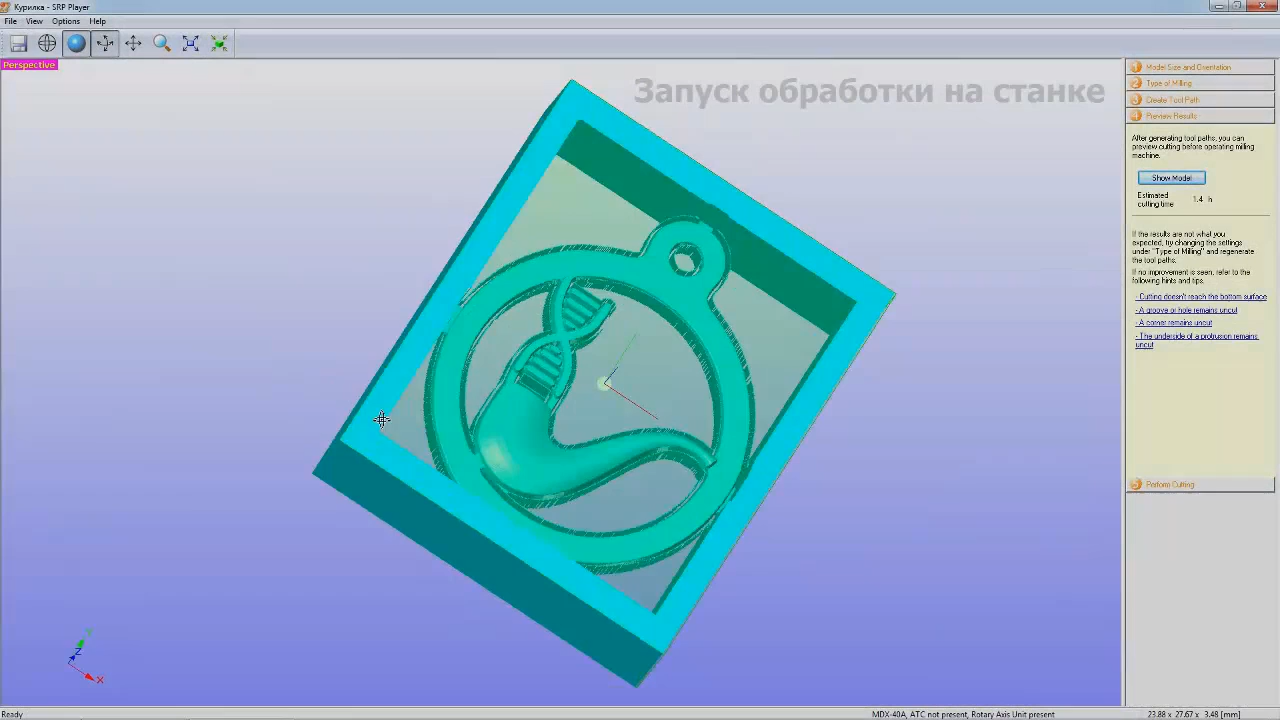 Курилка - SRP Player
File View Options Help
Perspective
Запуск обработки на станке
1 Model Size and Orientation
2 Type of Milling
3 Create Tool Path
4 Preview Results
After generating tool paths, you can
preview cutting before operating milling
machine.
Show Model
Estimated
cutting time
1.4 h
If the results are not what you
expected, try changing the settings
under "Type of Milling" and regenerate
the tool paths.
If no improvement is seen, refer to the
following hints and tips.
- Cutting doesn't reach the bottom surface
- A groove or hole remains uncut
- A corner remains uncut
- The underside of a protrusion remains
uncut
5 Perform Cutting
Y
Z
X
Ready
MDX-40A, ATC not present, Rotary Axis Unit present
23.88 x 27.67 x 3.48 [mm]